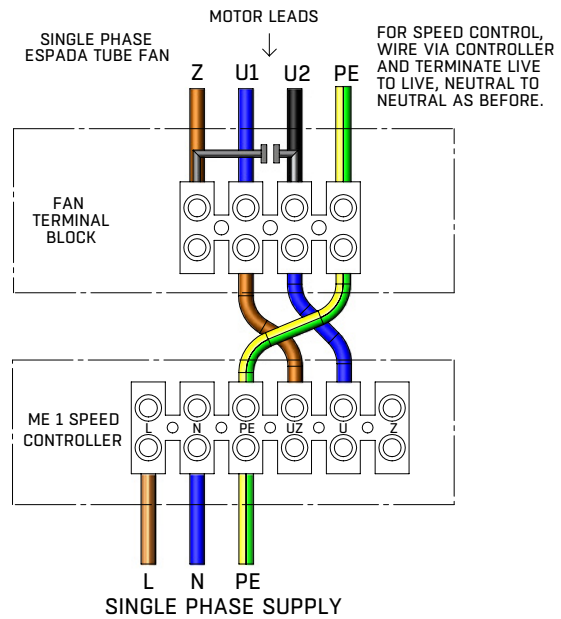 MOTOR LEADS
SINGLE PHASE
ESPADA TUBE FAN
FOR SPEED CONTROL,
WIRE VIA CONTROLLER
AND TERMINATE LIVE
TO LIVE, NEUTRAL TO
NEUTRAL AS BEFORE.
Z U1 U2 PE
FAN
TERMINAL
BLOCK
ME 1 SPEED
CONTROLLER
L N PE UZ U Z
L N PE
SINGLE PHASE SUPPLY